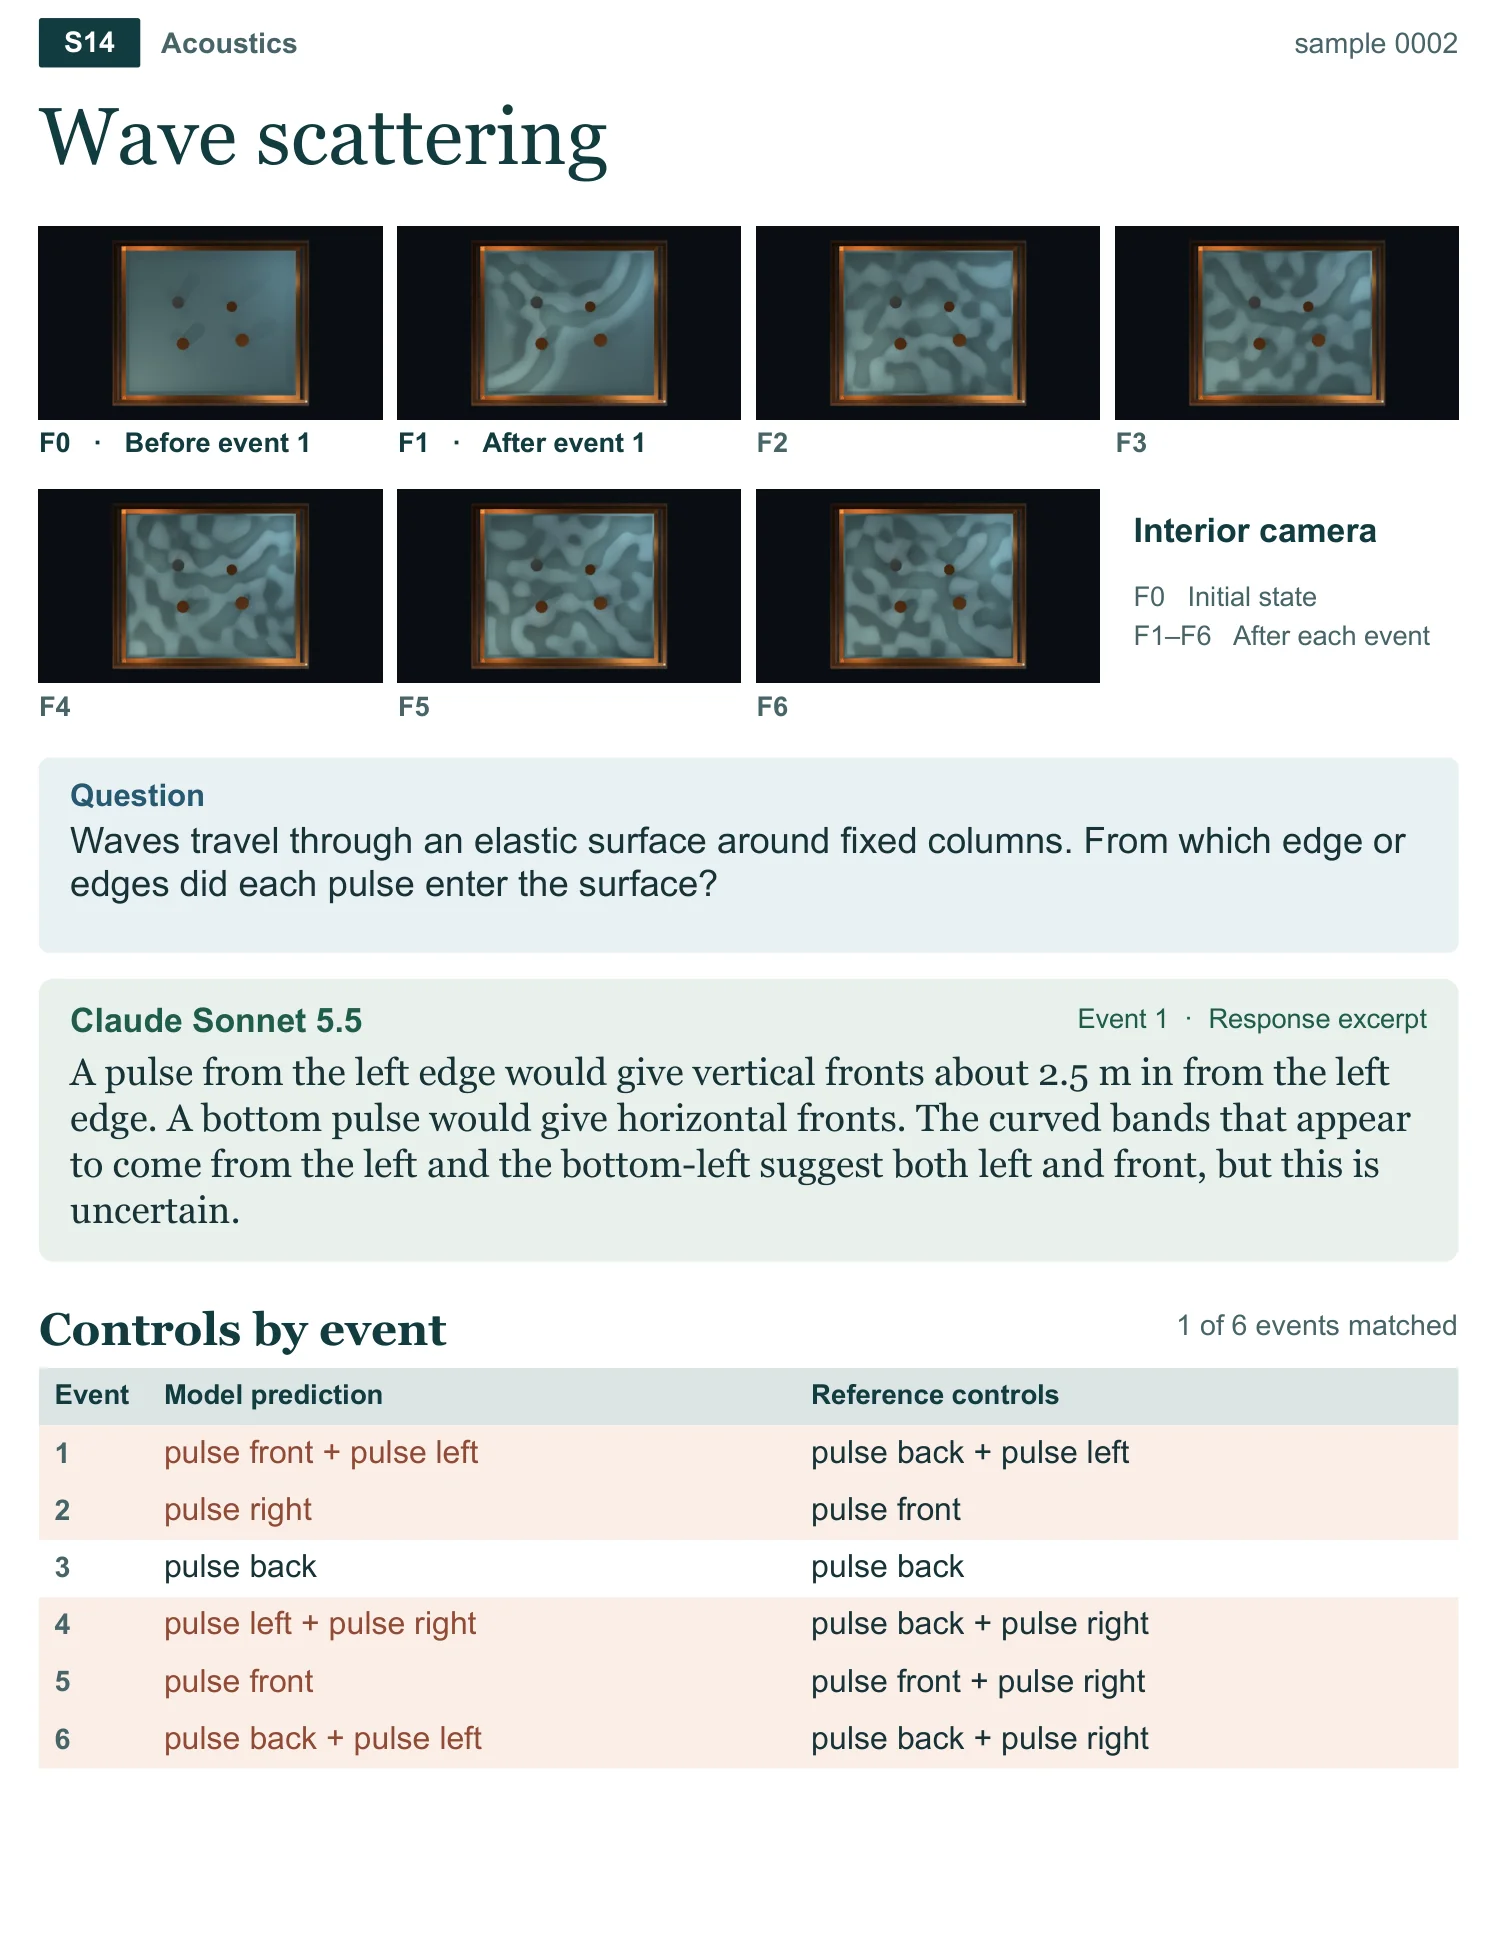 S14 Acoustics sample 0002
Wave scattering
F0 · Before event 1
F1 · After event 1
F2
F3
F4
F5
F6
Interior camera
F0 Initial state
F1–F6 After each event
Question
Waves travel through an elastic surface around fixed columns. From which edge or
edges did each pulse enter the surface?
Claude Sonnet 5.5
Event 1 · Response excerpt
A pulse from the left edge would give vertical fronts about 2.5 m in from the left
edge. A bottom pulse would give horizontal fronts. The curved bands that appear
to come from the left and the bottom-left suggest both left and front, but this is
uncertain.
Controls by event
1 of 6 events matched
Event Model prediction Reference controls
1 pulse front + pulse left pulse back + pulse left
2 pulse right pulse front
3 pulse back pulse back
4 pulse left + pulse right pulse back + pulse right
5 pulse front pulse front + pulse right
6 pulse back + pulse left pulse back + pulse right